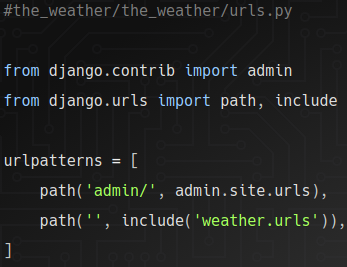 #the_weather/the_weather/urls.py
from django.contrib import admin
from django.urls import path, include
urlpatterns = [
    path('admin/', admin.site.urls),
    path('', include('weather.urls')),
]